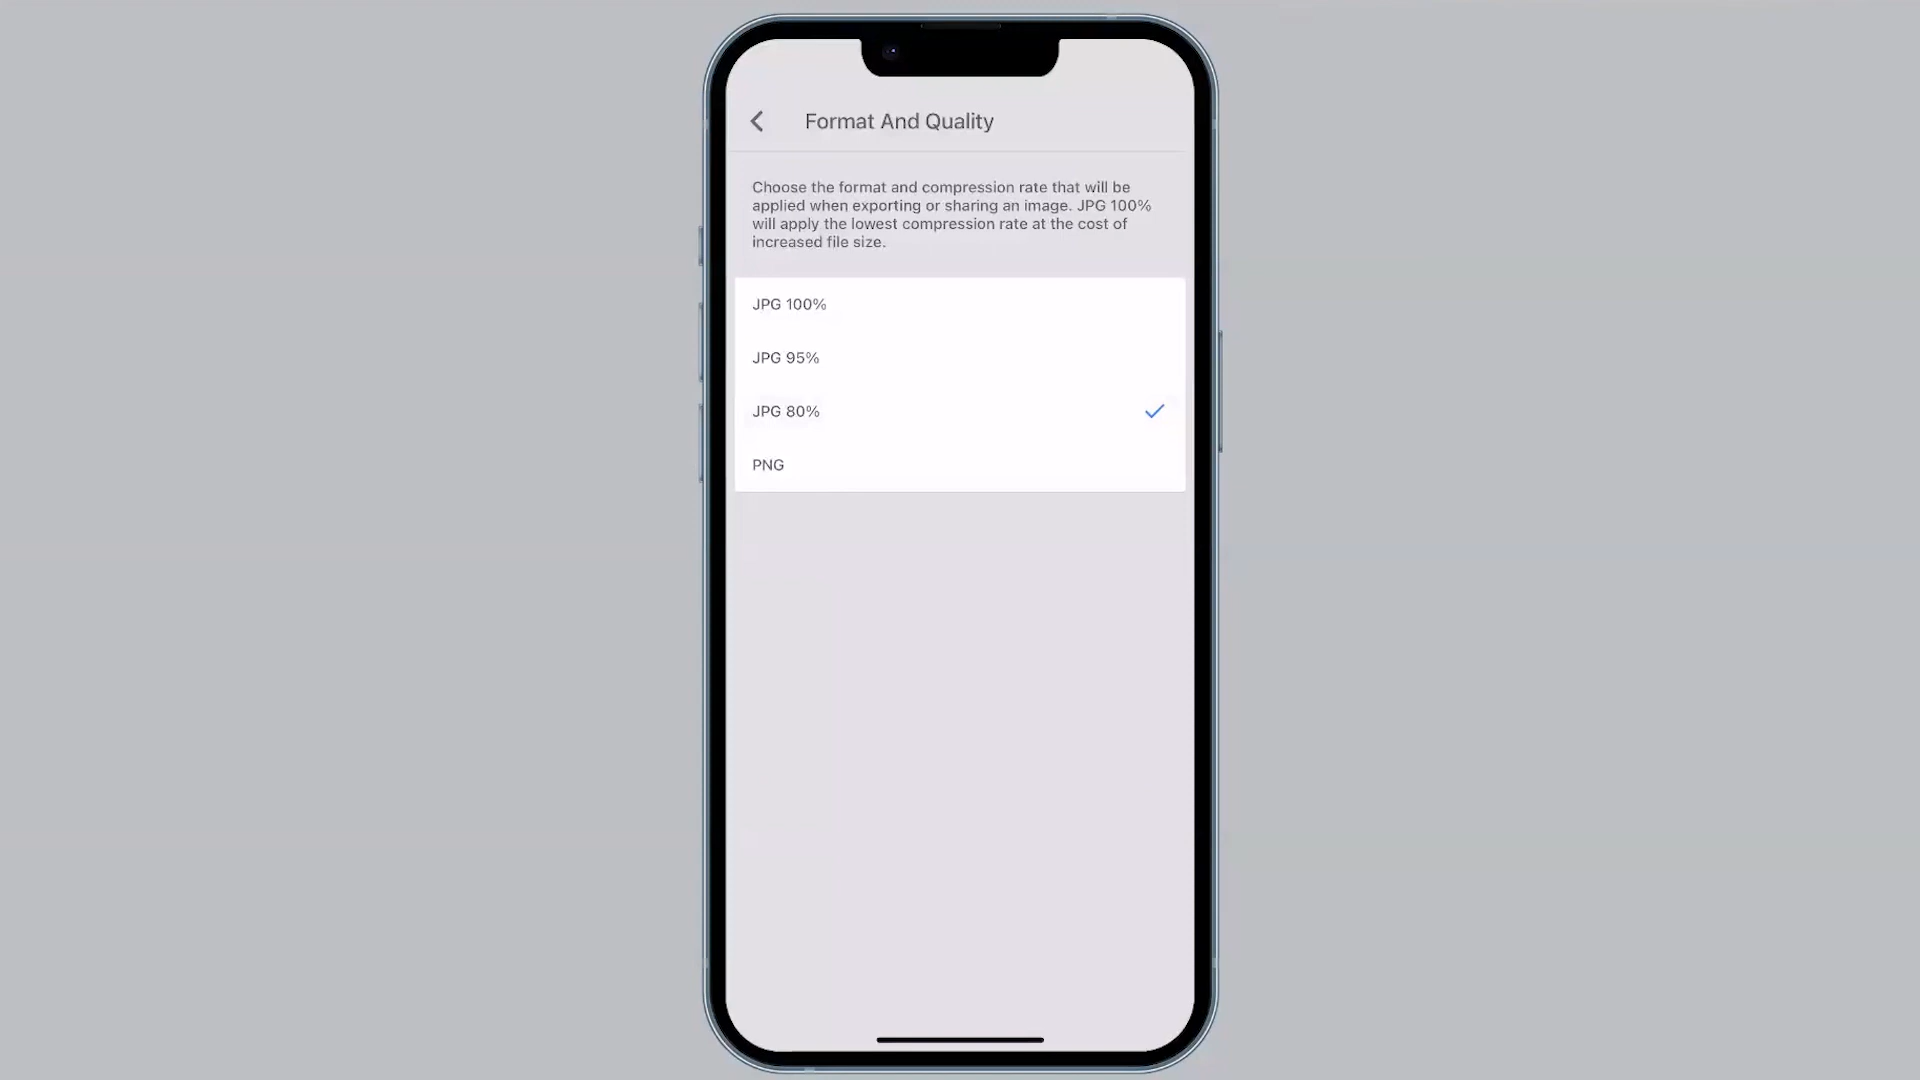 Format And Quality
Choose the format and compression rate that will be
applied when exporting or sharing an image. JPG 100%
will apply the lowest compression rate at the cost of
increased file size.
JPG 100%
JPG 95%
JPG 80%
PNG